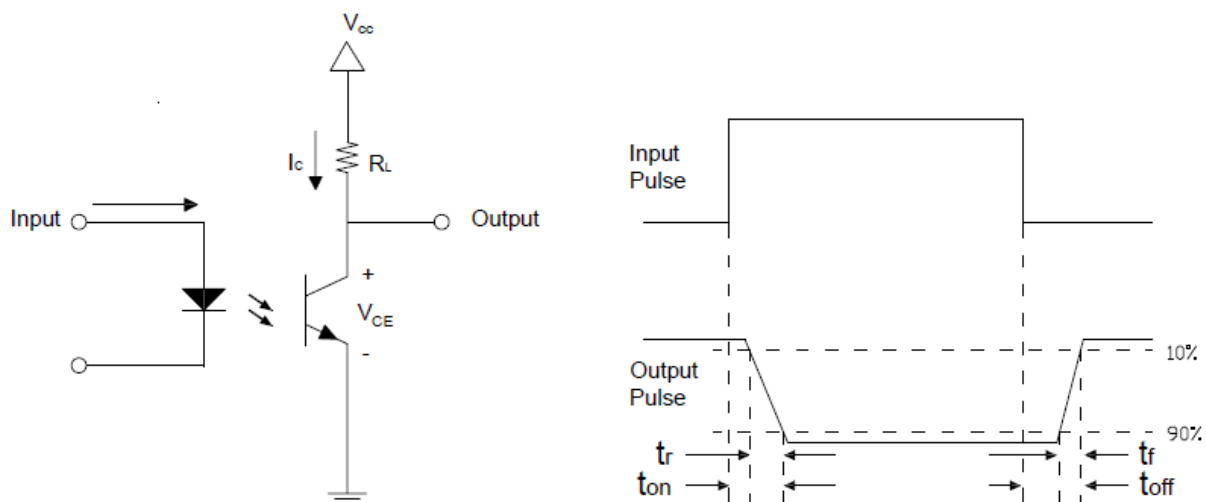 Vcc
Ic
RL
Input
Output
+
VCE
-
Input
Pulse
Output
Pulse
10%
90%
tr
tf
ton
toff